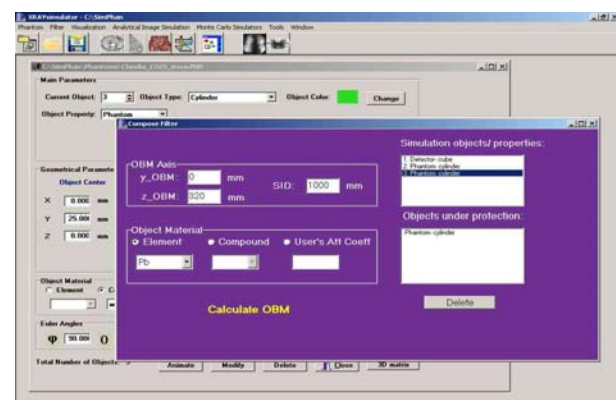 XRAYsimulator - C:\SimPhan
Phantom Filter Visualization Analytical Image Simulation Monte Carlo Simulators Tools Window
Main Parameters
Current Object: 3 Object Type: Cylinder Object Color: Change
Object Property: Phantom
Compose Filter
Simulation objects/ properties:
1. Detector- cube
2. Phantom- cylinder
3. Phantom- cylinder
OBM Axis
y_OBM: 0 mm
z_OBM: 320 mm
SID: 1000 mm
Objects under protection:
Phantom- cylinder
Object Material
Element Compound User's Att Coeff
Pb
Calculate OBM
Delete
Geometrical Paramete
Object Center
X 0.000 mm
Y 25.000 mm
Z 0.000 mm
Object Material
Element
Euler Angles
φ 90.000 θ
Total Number of Objects:
Animate Modify Delete Close 3D matrix